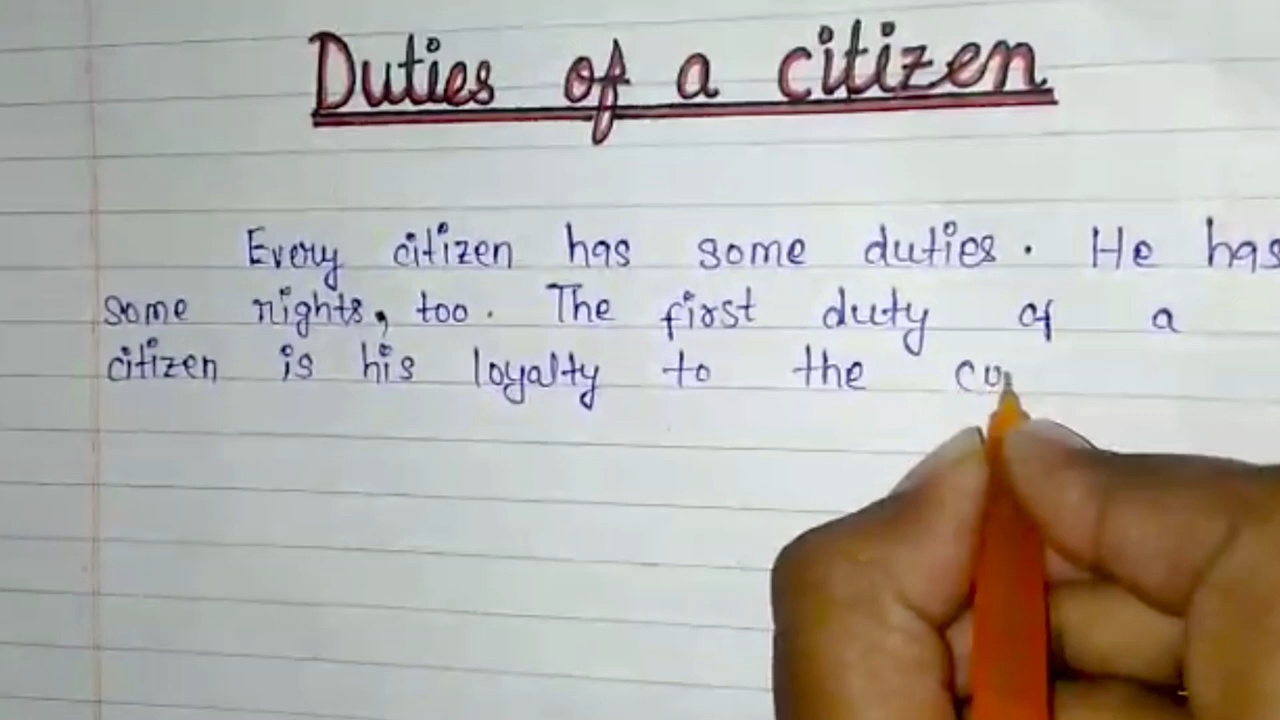 Duties of a citizen
Every citizen has some duties. He has
some rights, too. The first duty of a
citizen is his loyalty to the